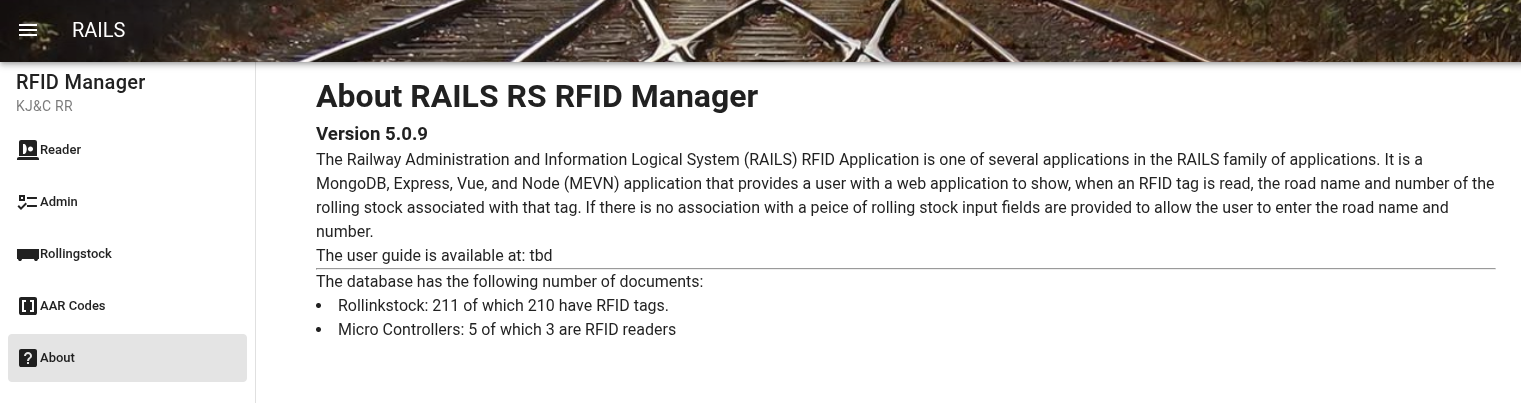 RAILS
RFID Manager
KJ&C RR
Reader
Admin
Rollingstock
AAR Codes
About
About RAILS RS RFID Manager
Version 5.0.9
The Railway Administration and Information Logical System (RAILS) RFID Application is one of several applications in the RAILS family of applications. It is a
MongoDB, Express, Vue, and Node (MEVN) application that provides a user with a web application to show, when an RFID tag is read, the road name and number of the
rolling stock associated with that tag. If there is no association with a peice of rolling stock input fields are provided to allow the user to enter the road name and
number.
The user guide is available at: tbd
The database has the following number of documents:
• Rollinkstock: 211 of which 210 have RFID tags.
• Micro Controllers: 5 of which 3 are RFID readers